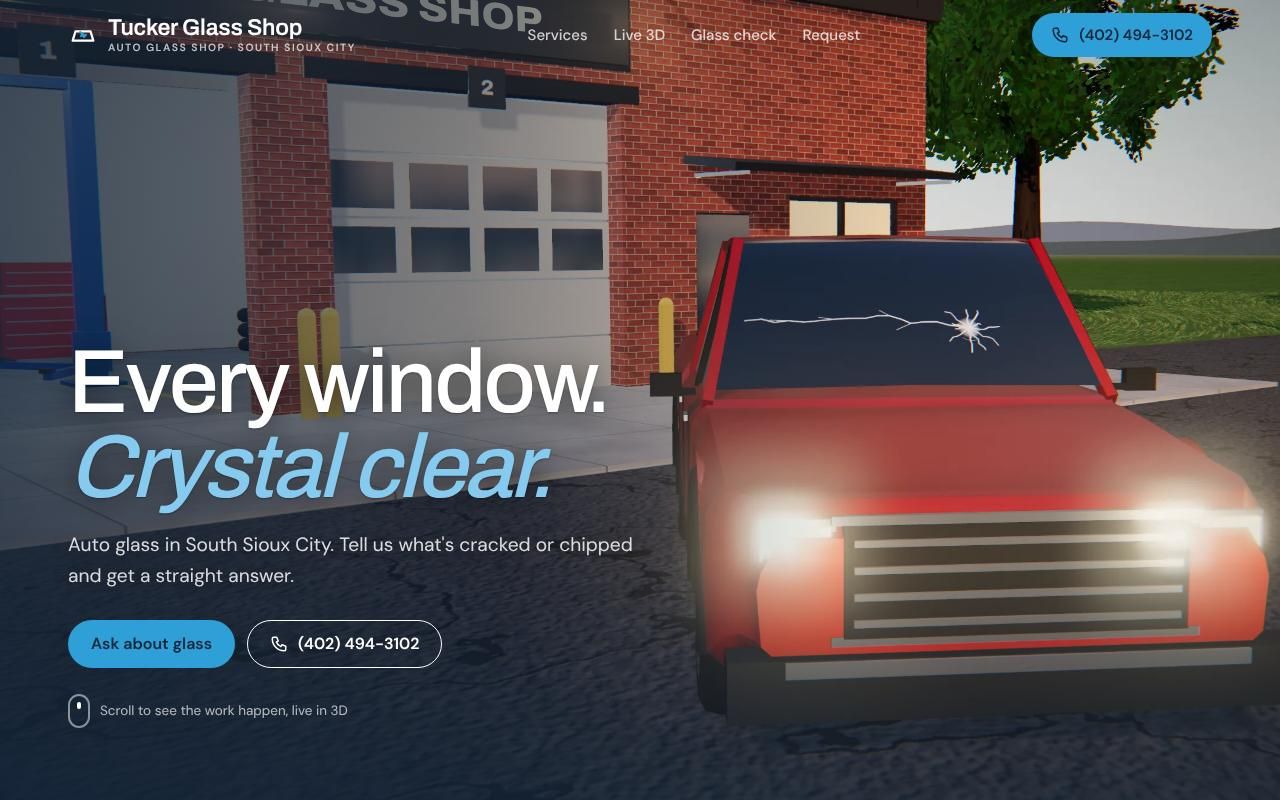 GLASS SHOP
Tucker Glass Shop
AUTO GLASS SHOP · SOUTH SIOUX CITY
Services
Live 3D
Glass check
Request
(402) 494-3102
1
2
Every window.
Crystal clear.
Auto glass in South Sioux City. Tell us what's cracked or chipped
and get a straight answer.
Ask about glass
(402) 494-3102
Scroll to see the work happen, live in 3D